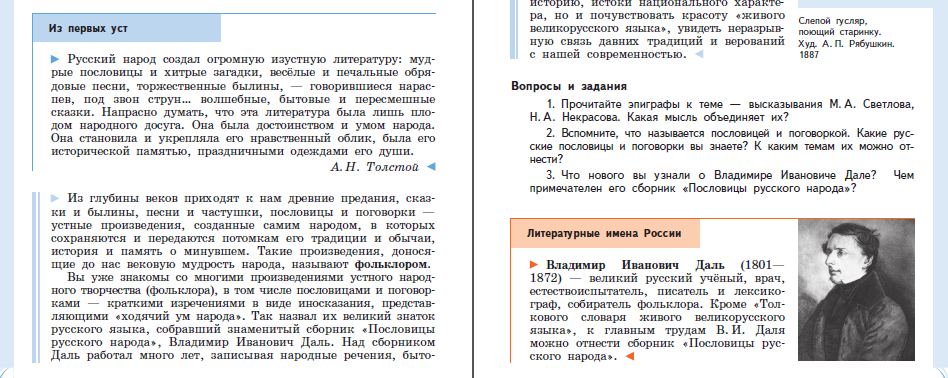 Из первых уст
Русский народ создал огромную изустную литературу: муд-
рые пословицы и хитрые загадки, весёлые и печальные обря-
довые песни, торжественные былины, — говорившиеся нарас-
пев, под звон струн... волшебные, бытовые и пересмешные
сказки. Напрасно думать, что эта литература была лишь пло-
дом народного досуга. Она была достоинством и умом народа.
Она становила и укрепляла его нравственный облик, была его
исторической памятью, праздничными одеждами его души.
А. Н. Толстой
Из глубины веков приходят к нам древние предания, сказ-
ки и былины, песни и частушки, пословицы и поговорки —
устные произведения, созданные самим народом, в которых
сохраняются и передаются потомкам его традиции и обычаи,
история и память о минувшем. Такие произведения, донося-
щие до нас вековую мудрость народа, называют фольклором.
Вы уже знакомы со многими произведениями устного народ-
ного творчества (фольклора), в том числе пословицами и поговор-
ками — краткими изречениями в виде иносказания, представ-
ляющими «ходячий ум народа». Так назвал их великий знаток
русского языка, собравший знаменитый сборник «Пословицы
русского народа», Владимир Иванович Даль. Над сборником
Даль работал много лет, записывая народные речения, быто-
историю, истоки национального характе-
ра, но и почувствовать красоту «живого
великорусского языка», увидеть неразрыв-
ную связь давних традиций и верований
с нашей современностью.
Слепой гусляр,
поющий старинку.
Худ. А. П. Рябушкин.
1887
Вопросы и задания
1. Прочитайте эпиграфы к теме — высказывания М. А. Светлова,
Н. А. Некрасова. Какая мысль объединяет их?
2. Вспомните, что называется пословицей и поговоркой. Какие рус-
ские пословицы и поговорки вы знаете? К каким темам их можно от-
нести?
3. Что нового вы узнали о Владимире Ивановиче Дале? Чем
примечателен его сборник «Пословицы русского народа»?
Литературные имена России
Владимир Иванович Даль (1801—
1872) — великий русский учёный, врач,
естествоиспытатель, писатель и лексико-
граф, собиратель фольклора. Кроме «Тол-
кового словаря живого великорусского
языка», к главным трудам В. И. Даля
можно отнести сборник «Пословицы рус-
ского народа».